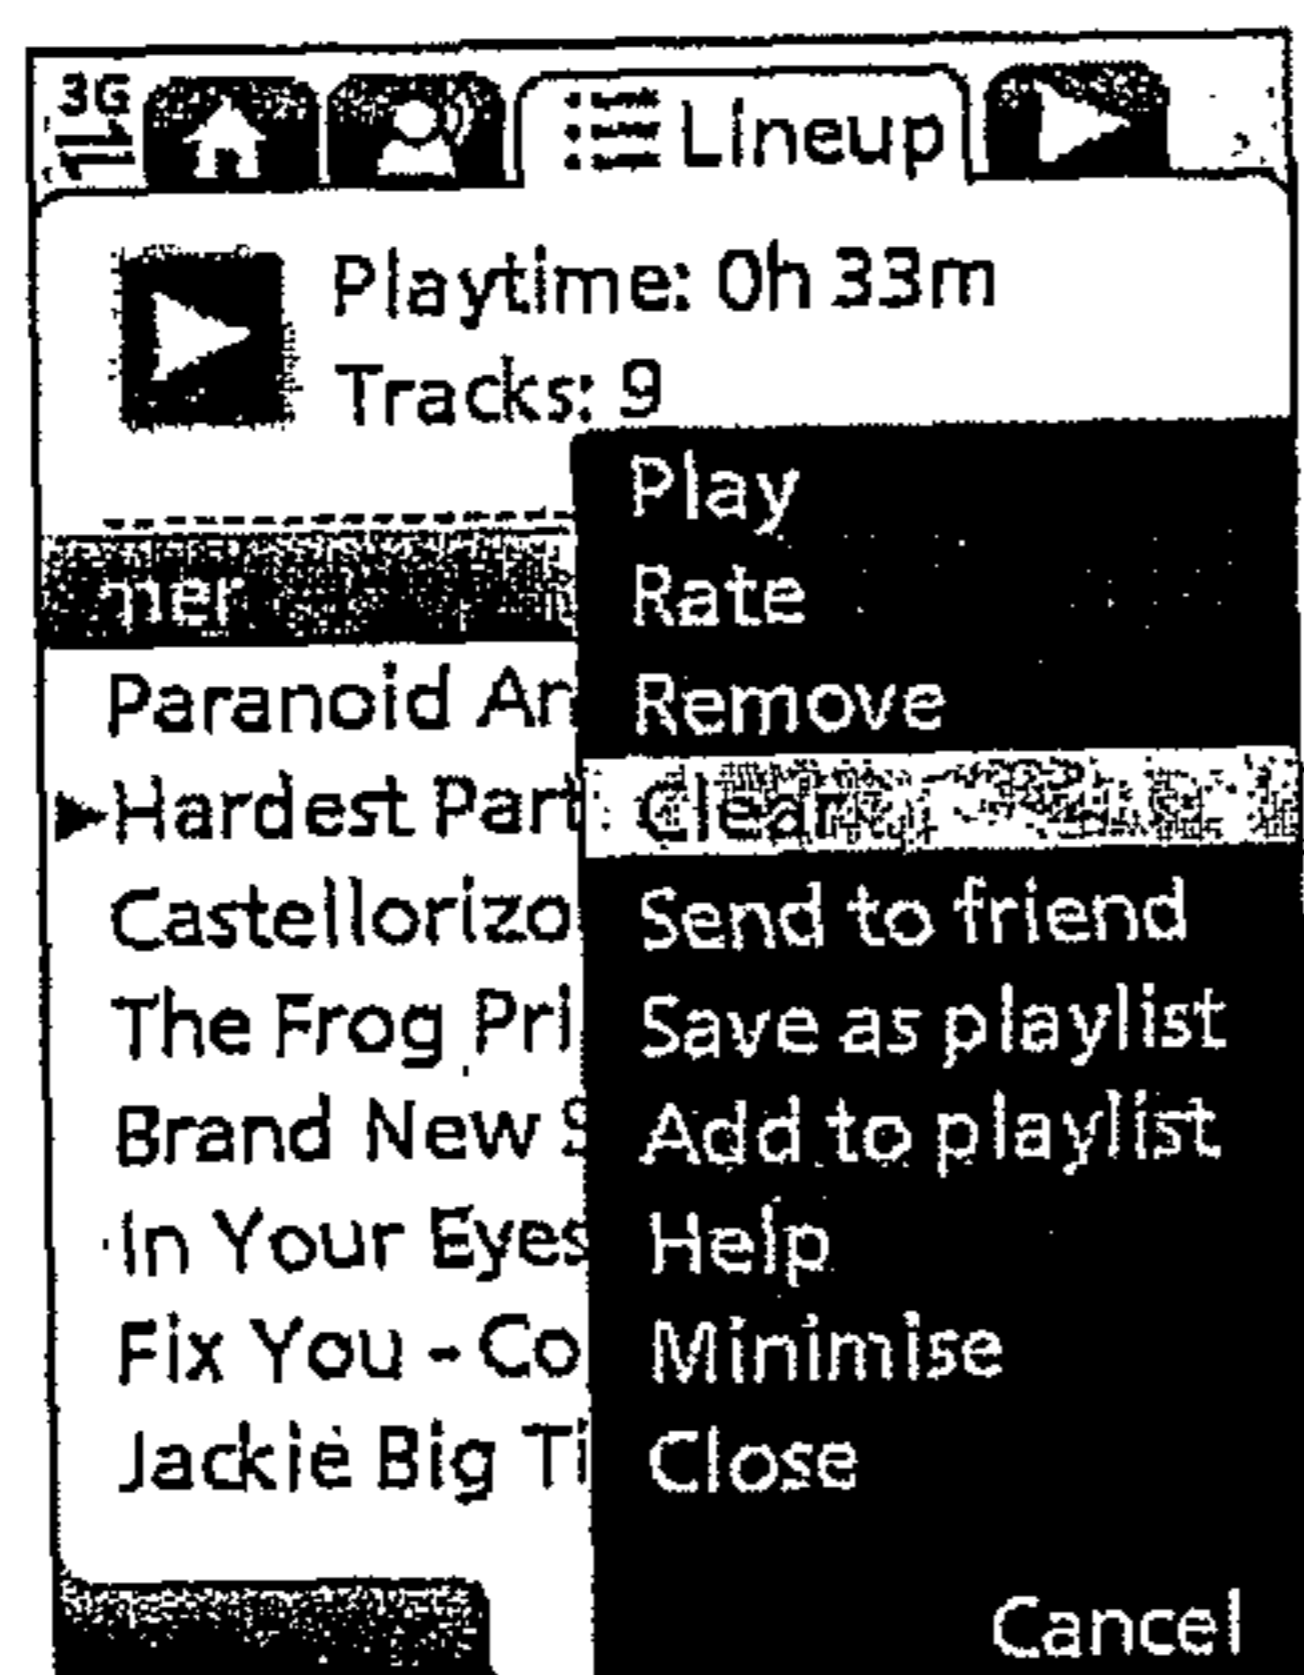 3G
Lineup
Playtime: 0h 33m
Tracks: 9
mer
Paranoid An
Hardest Part
Castellorizo
The Frog Pri
Brand New S
In Your Eyes
Fix You - Co
Jackie Big Ti
Play
Rate
Remove
Clear
Send to friend
Save as playlist
Add to playlist
Help
Minimise
Close
Cancel